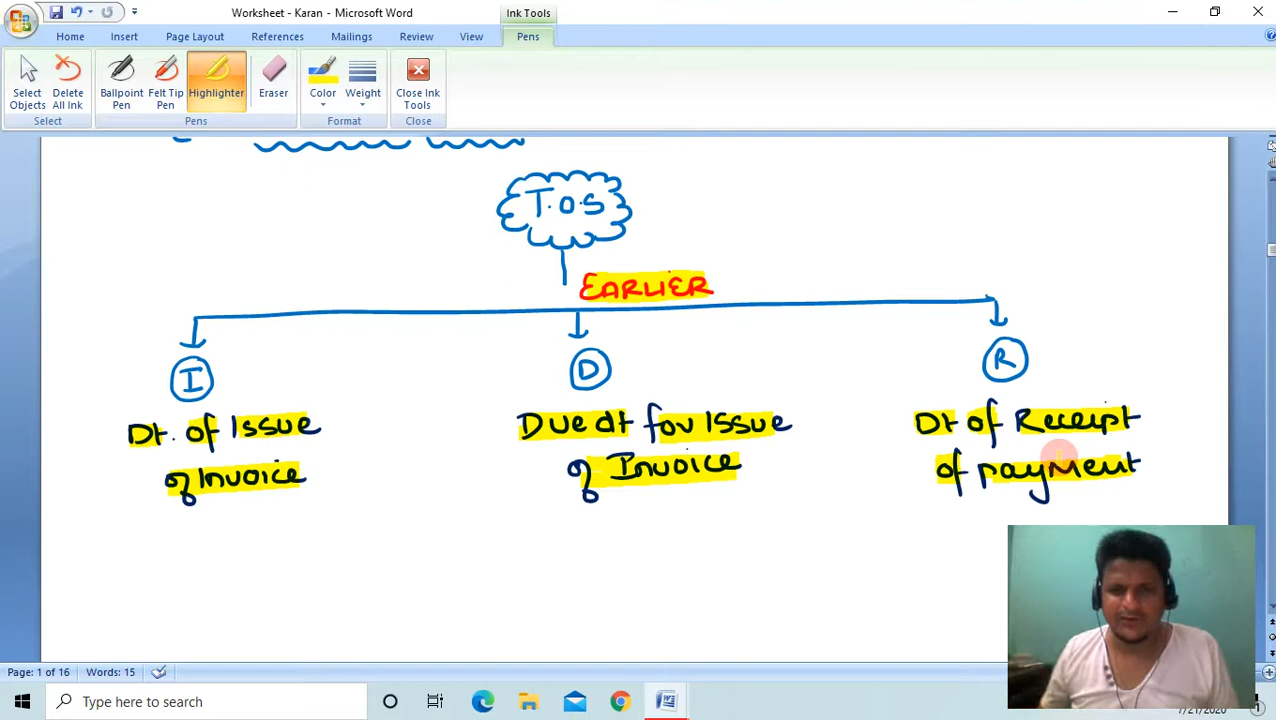 Worksheet - Karan - Microsoft Word
Ink Tools
Home Insert Page Layout References Mailings Review View Pens
Select Objects
Delete All Ink
Ballpoint Pen
Felt Tip Pen
Highlighter
Eraser
Color
Weight
Close Ink Tools
Select Pens Format Close
T.O.S
EARLIER
I D R
Dt. of Issue
of Invoice
Due dt for Issue
of Invoice
Dt of Receipt
of payment
Page: 1 of 16 Words: 15
Type here to search